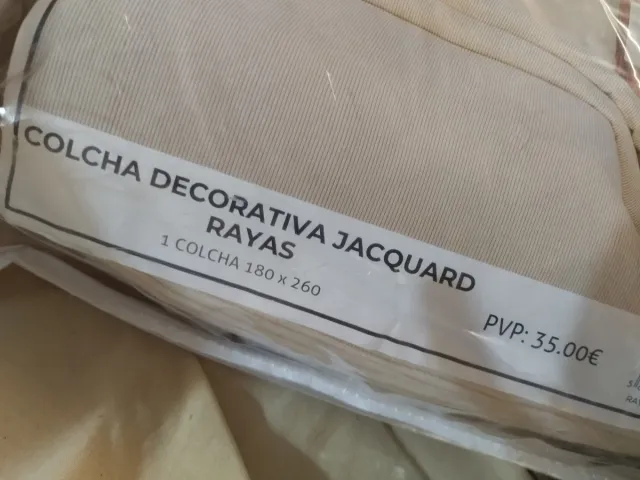 COLCHA DECORATIVA JACQUARD
RAYAS
1 COLCHA 180 x 260
PVP: 35.00€